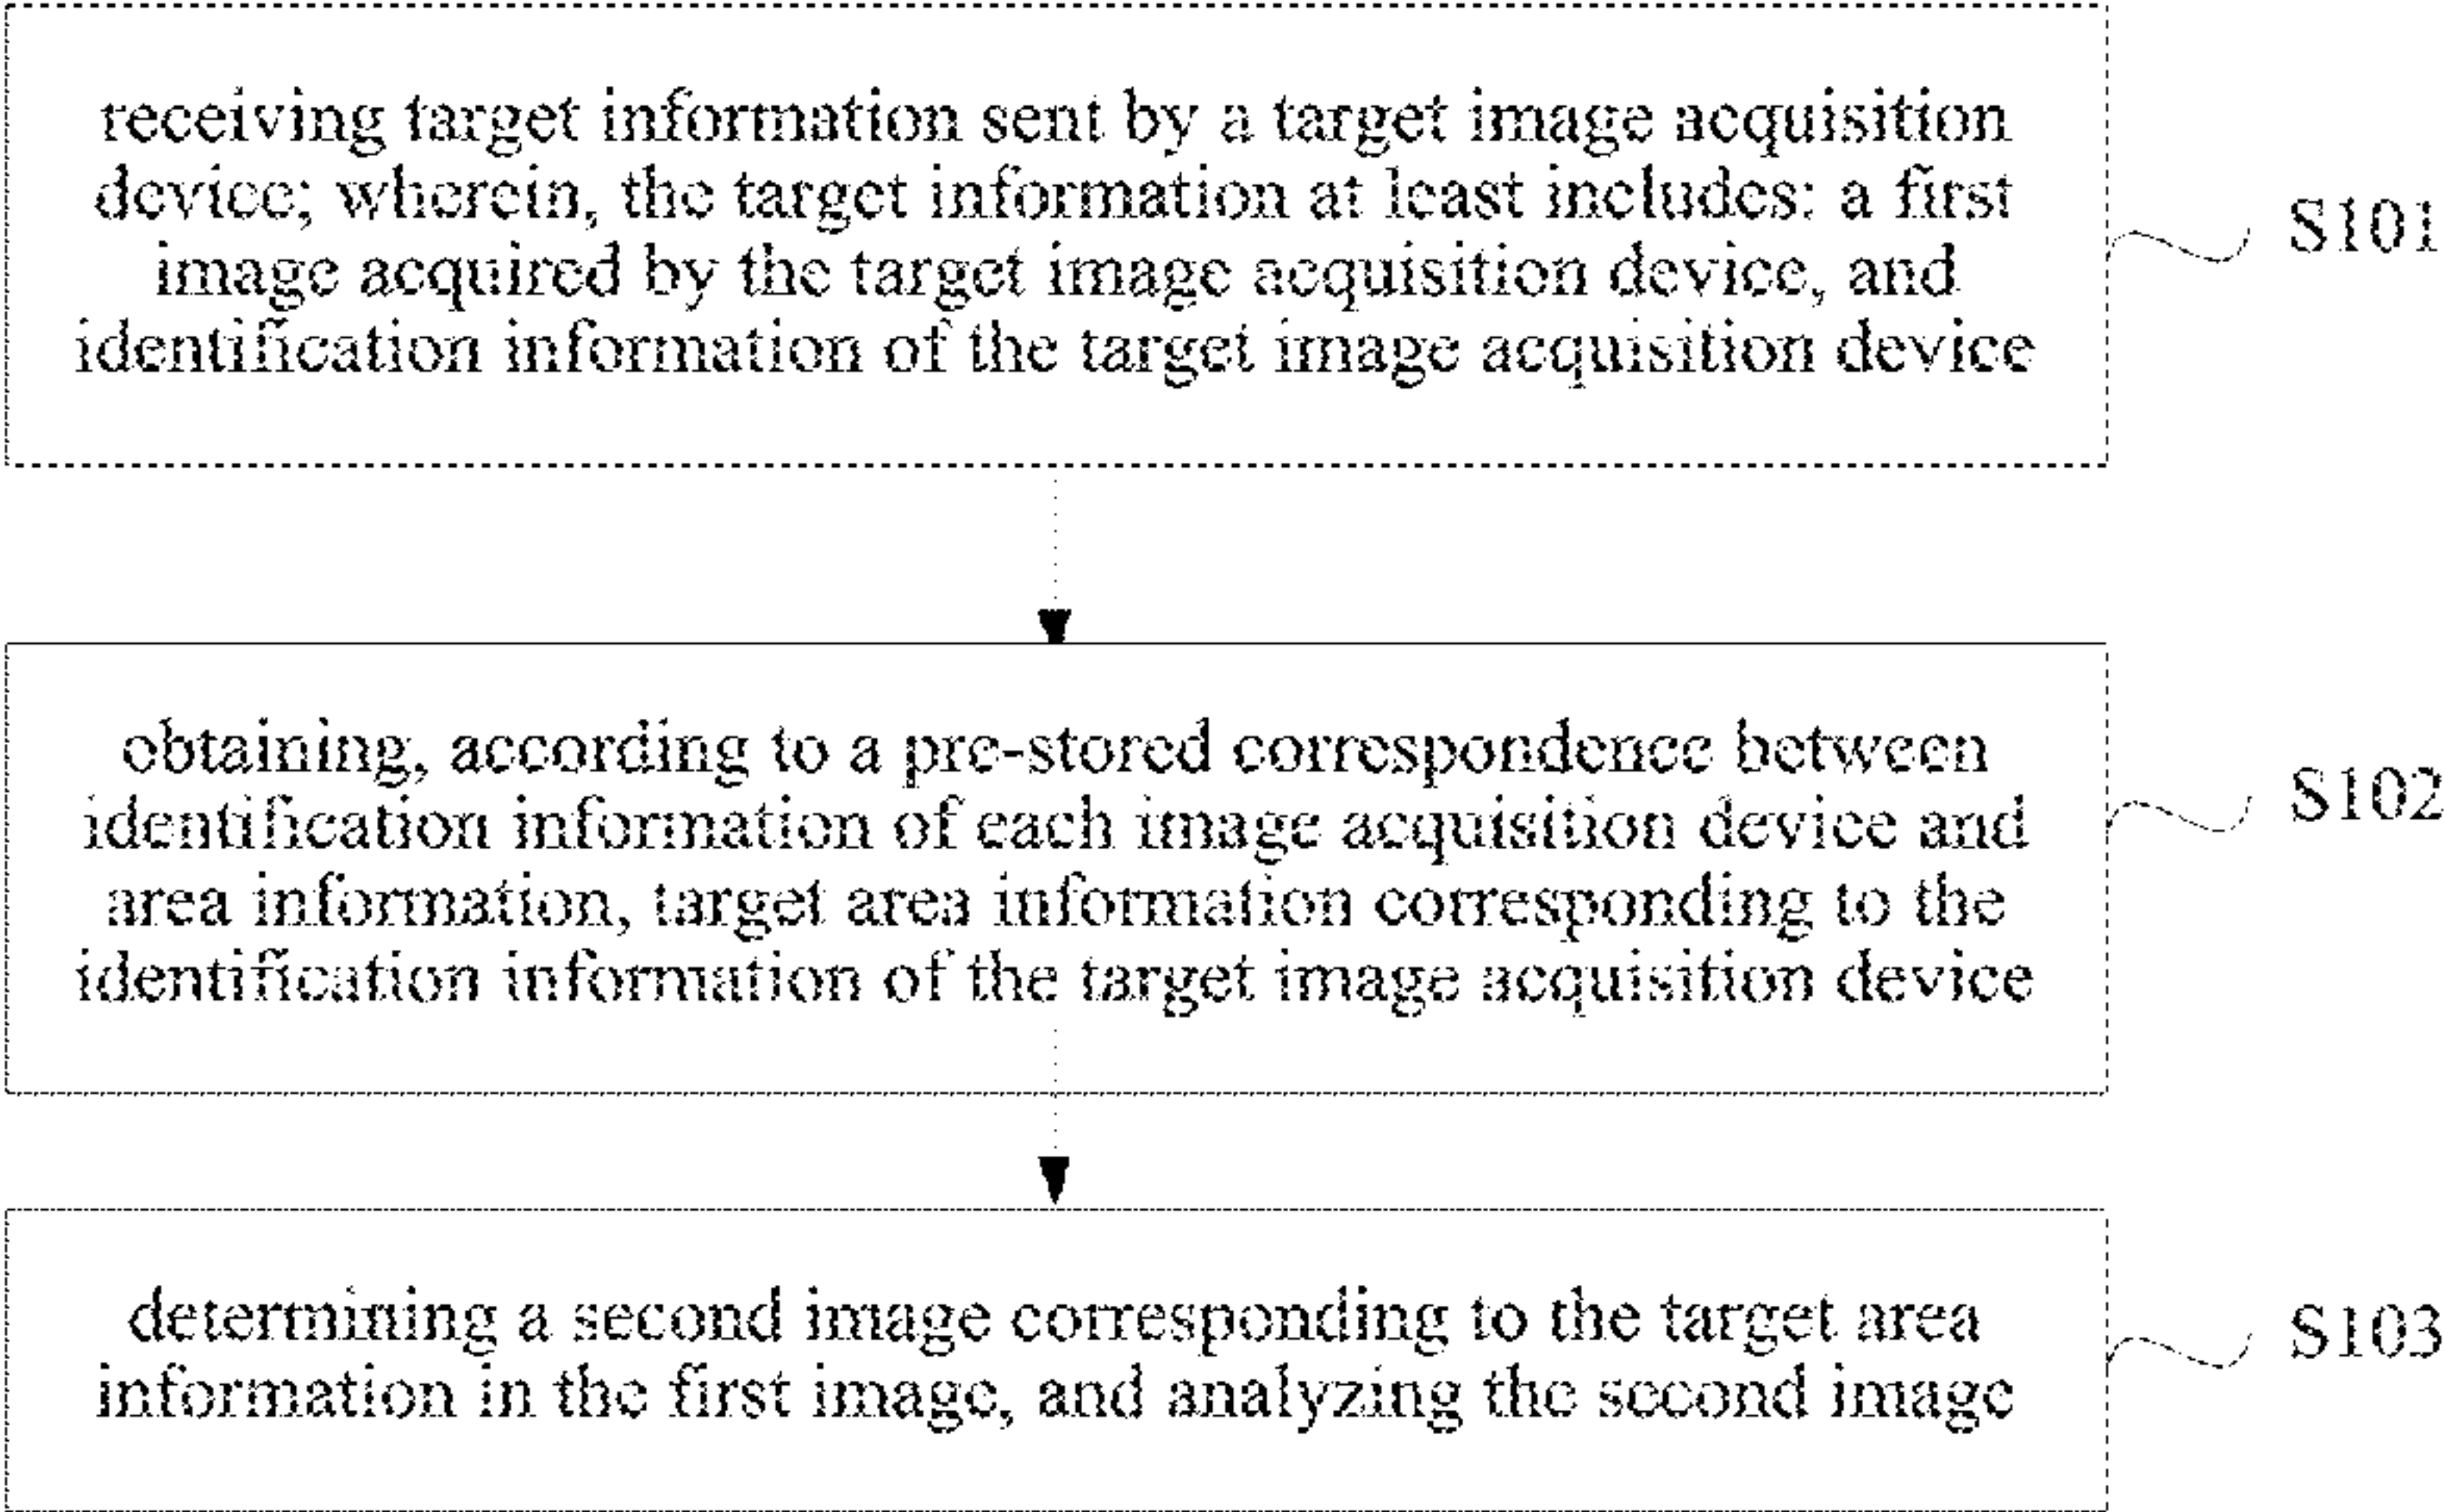 receiving target information sent by a target image acquisition
device; wherein, the target information at least includes: a first
image acquired by the target image acquisition device, and
identification information of the target image acquisition device
S101
obtaining, according to a pre-stored correspondence between
identification information of each image acquisition device and
area information, target area information corresponding to the
identification information of the target image acquisition device
S102
determining a second image corresponding to the target area
information in the first image, and analyzing the second image
S103